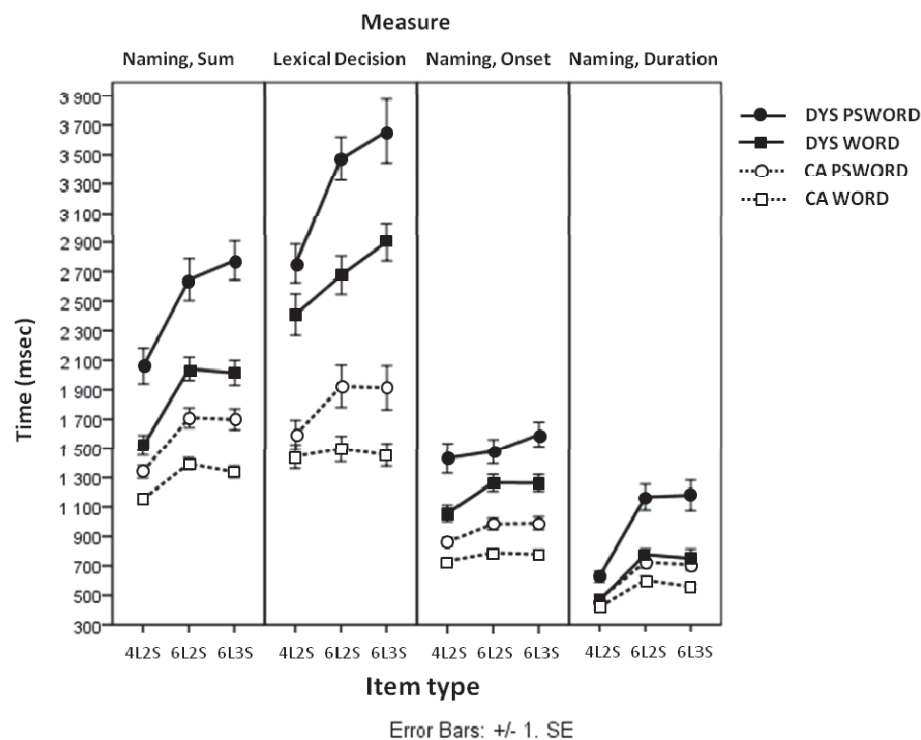 Measure
Naming, Sum Lexical Decision Naming, Onset Naming, Duration
3 900
3 700
3 500
3 300
3 100
2 900
2 700
2 500
2 300
2 100
1 900
1 700
1 500
1 300
1 100
900
700
500
300
Time (msec)
4L2S 6L2S 6L3S 4L2S 6L2S 6L3S 4L2S 6L2S 6L3S 4L2S 6L2S 6L3S
Item type
Error Bars: +/- 1. SE
DYS PSWORD
DYS WORD
CA PSWORD
CA WORD